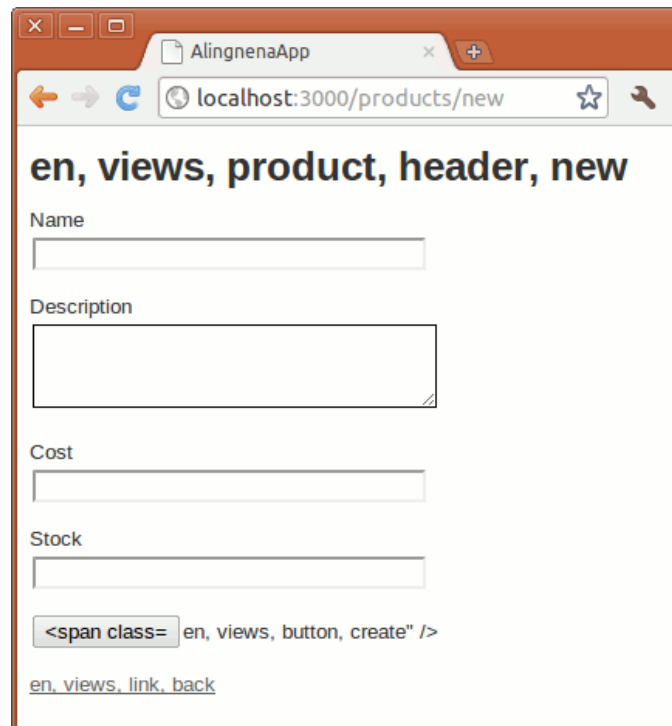 AlingnenaApp
localhost:3000/products/new
en, views, product, header, new
Name
Description
Cost
Stock
<span class= en, views, button, create" />
en, views, link, back